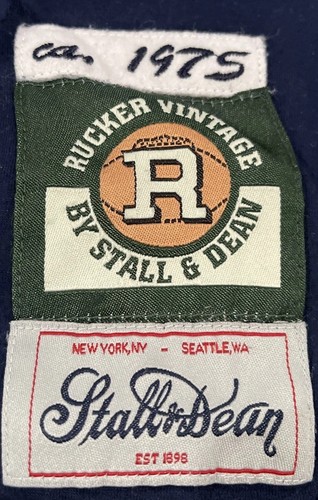 ca. 1975
RUCKER VINTAGE
R
BY STALL & DEAN
NEW YORK, NY - SEATTLE, WA
Stall & Dean
EST 1898